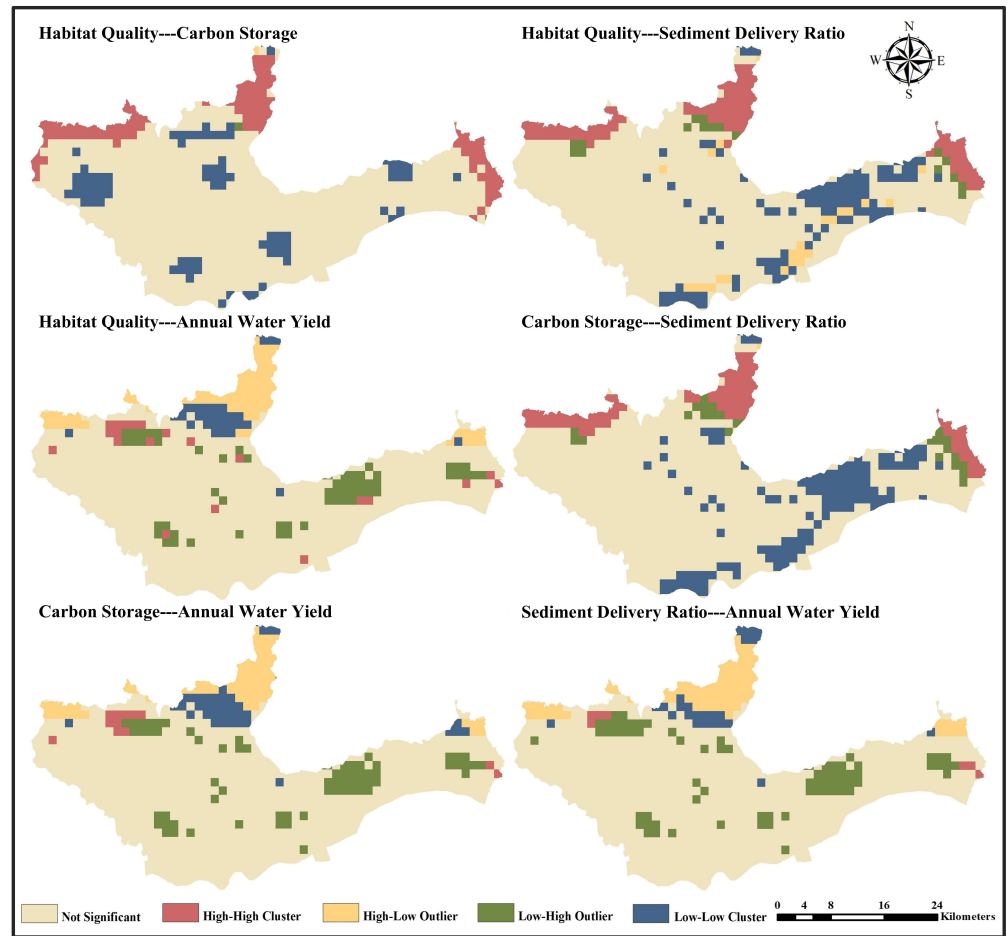 Habitat Quality---Carbon Storage
Habitat Quality---Sediment Delivery Ratio
N
W E
S
Habitat Quality---Annual Water Yield
Carbon Storage---Sediment Delivery Ratio
Carbon Storage---Annual Water Yield
Sediment Delivery Ratio---Annual Water Yield
Not Significant High-High Cluster High-Low Outlier Low-High Outlier Low-Low Cluster
0 4 8 16 24
Kilometers